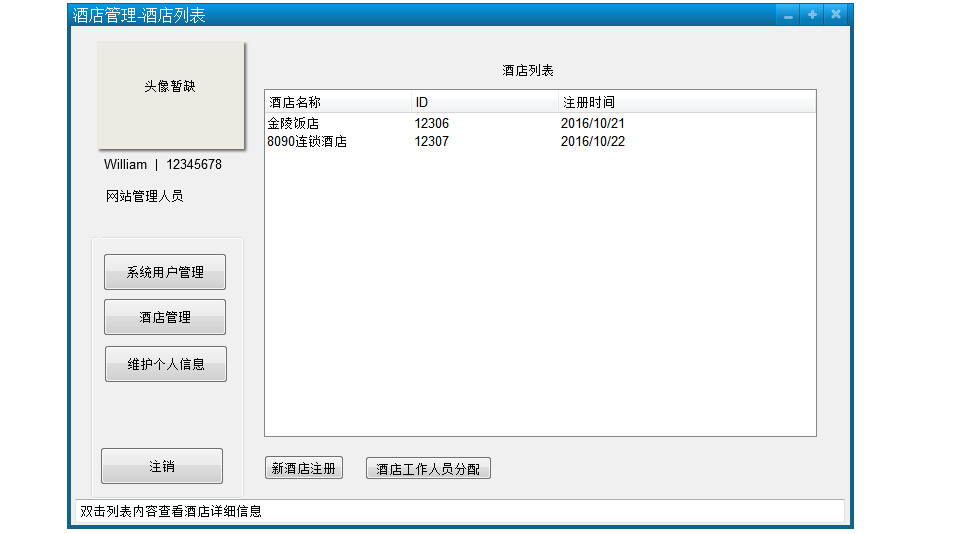 酒店管理-酒店列表
头像暂缺
William | 12345678
网站管理人员
系统用户管理
酒店管理
维护个人信息
注销
酒店列表
酒店名称 ID 注册时间
金陵饭店 12306 2016/10/21
8090连锁酒店 12307 2016/10/22
新酒店注册 酒店工作人员分配
双击列表内容查看酒店详细信息